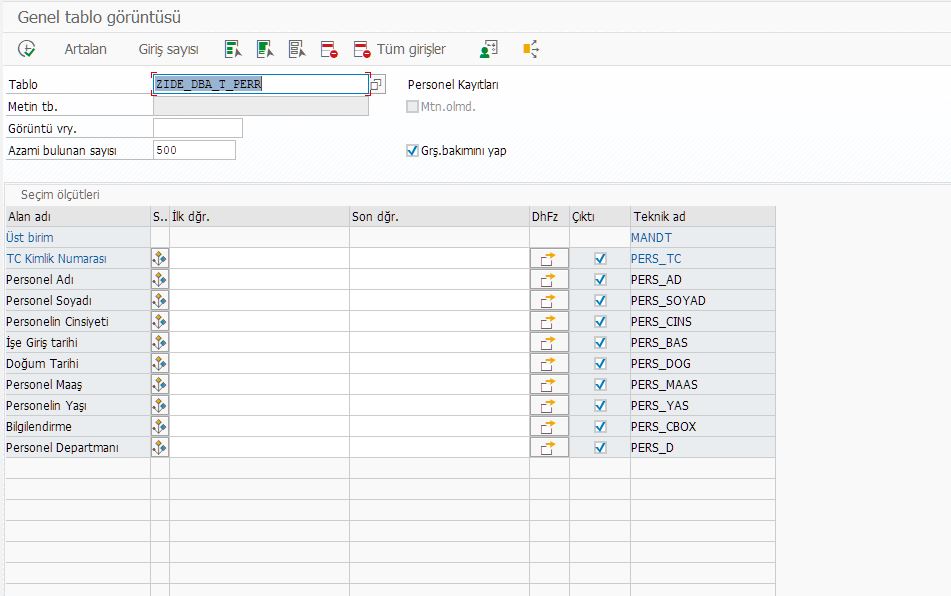 Genel tablo görüntüsü
Artalan Giriş sayısı Tüm girişler
Tablo ZIDE_DBA_T_PERR Personel Kayıtları
Metin tb. Mtn.olmd.
Görüntü vry.
Azami bulunan sayısı 500 Grş.bakımını yap
Seçim ölçütleri
Alan adı S.. İlk dğr. Son dğr. DhFz Çıktı Teknik ad
Üst birim MANDT
TC Kimlik Numarası PERS_TC
Personel Adı PERS_AD
Personel Soyadı PERS_SOYAD
Personelin Cinsiyeti PERS_CINS
İşe Giriş tarihi PERS_BAS
Doğum Tarihi PERS_DOG
Personel Maaş PERS_MAAS
Personelin Yaşı PERS_YAS
Bilgilendirme PERS_CBOX
Personel Departmanı PERS_D